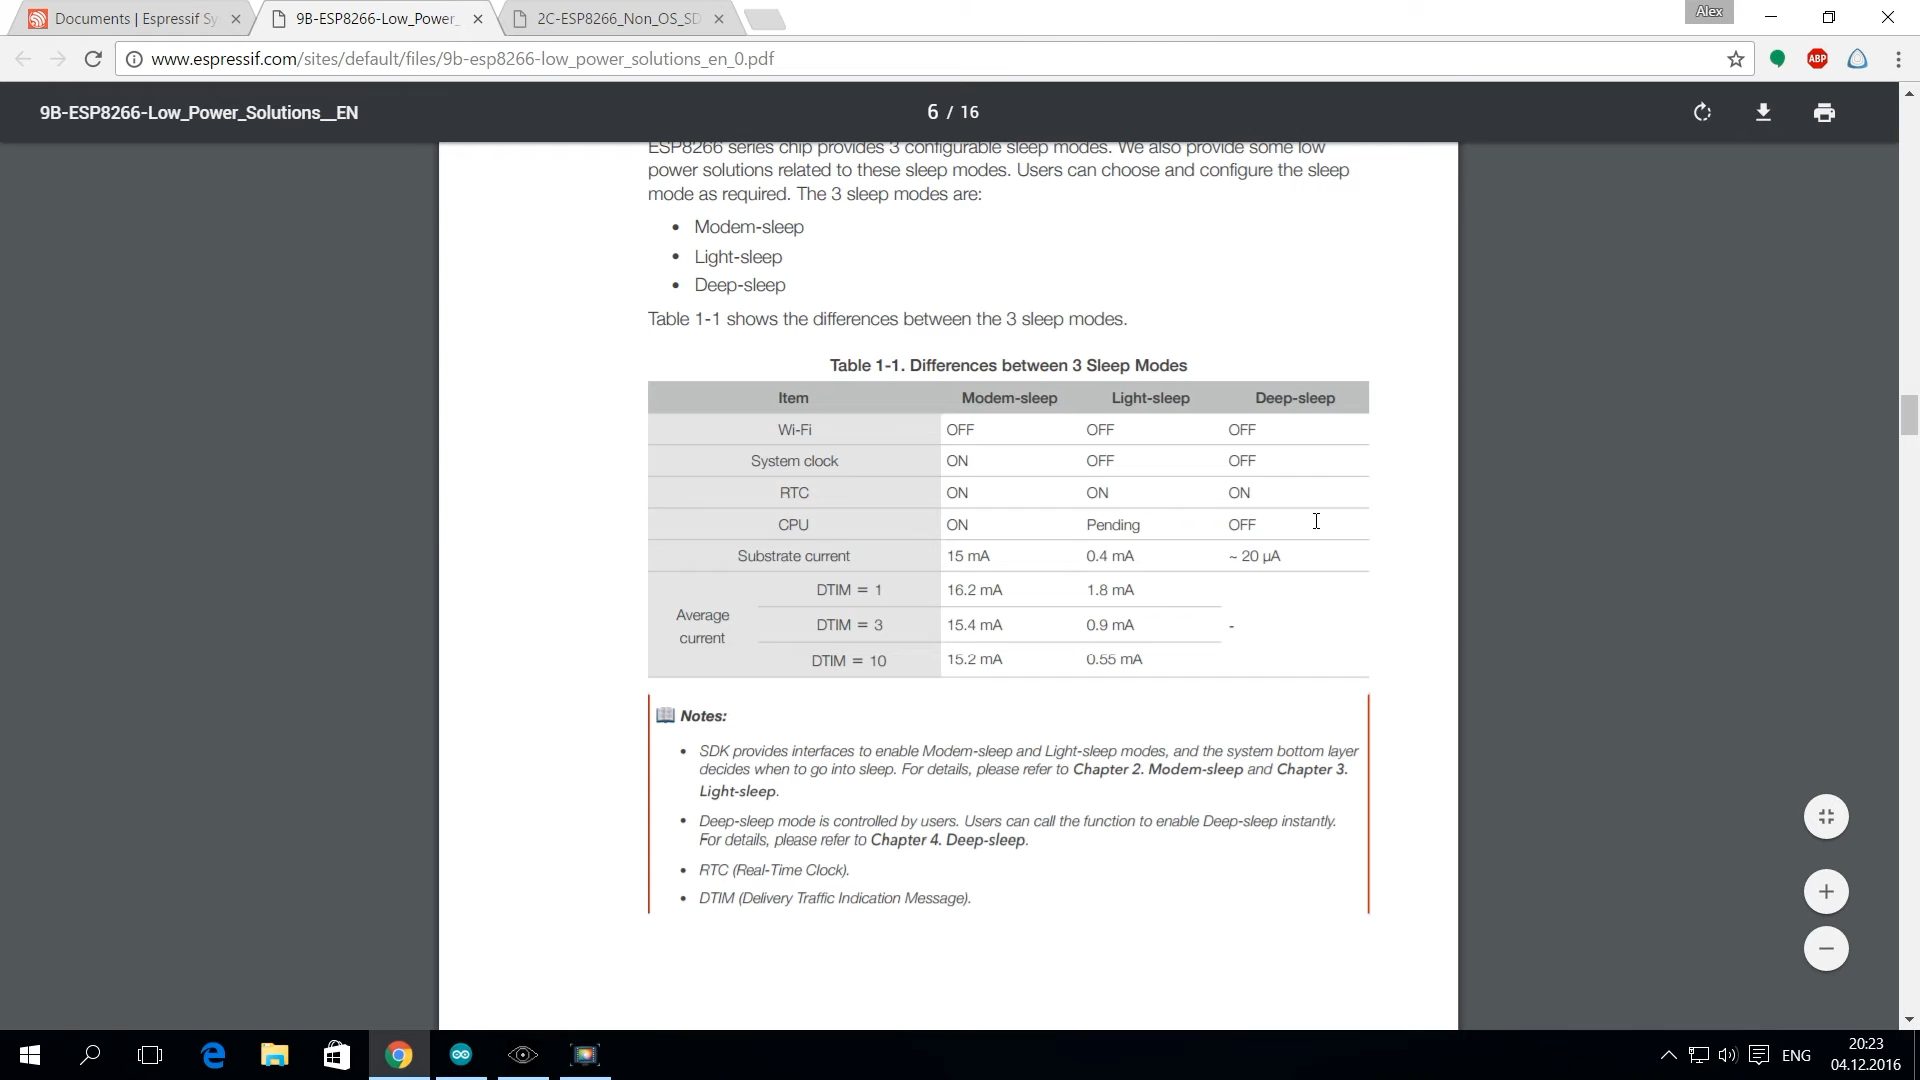 Documents | Espressif Sy
9B-ESP8266-Low_Power_
2C-ESP8266_Non_OS_SD
Alex
www.espressif.com/sites/default/files/9b-esp8266-low_power_solutions_en_0.pdf
ABP
9B-ESP8266-Low_Power_Solutions__EN
6 / 16
ESP8266 series chip provides 3 configurable sleep modes. We also provide some low
power solutions related to these sleep modes. Users can choose and configure the sleep
mode as required. The 3 sleep modes are:
• Modem-sleep
• Light-sleep
• Deep-sleep
Table 1-1 shows the differences between the 3 sleep modes.
Table 1-1. Differences between 3 Sleep Modes
Item Modem-sleep Light-sleep Deep-sleep
Wi-Fi OFF OFF OFF
System clock ON OFF OFF
RTC ON ON ON
CPU ON Pending OFF
Substrate current 15 mA 0.4 mA ~ 20 μA
Average
current
DTIM = 1 16.2 mA 1.8 mA
DTIM = 3 15.4 mA 0.9 mA -
DTIM = 10 15.2 mA 0.55 mA
Notes:
• SDK provides interfaces to enable Modem-sleep and Light-sleep modes, and the system bottom layer
decides when to go into sleep. For details, please refer to Chapter 2. Modem-sleep and Chapter 3.
Light-sleep.
• Deep-sleep mode is controlled by users. Users can call the function to enable Deep-sleep instantly.
For details, please refer to Chapter 4. Deep-sleep.
• RTC (Real-Time Clock).
• DTIM (Delivery Traffic Indication Message).
ENG
20:23
04.12.2016